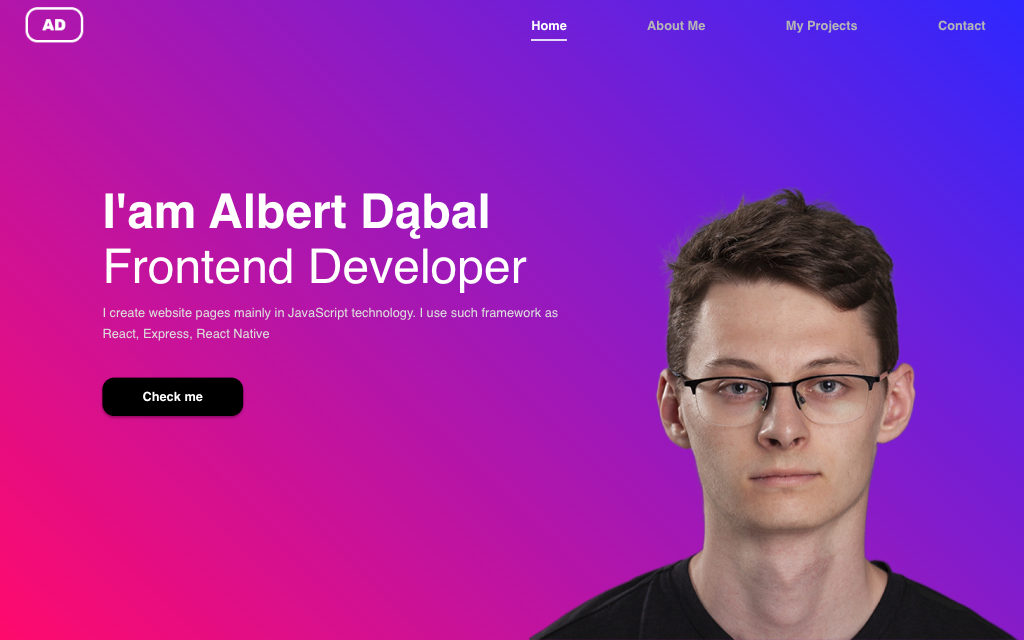 AD
Home
About Me
My Projects
Contact
I'am Albert Dąbal
Frontend Developer
I create website pages mainly in JavaScript technology. I use such framework as
React, Express, React Native
Check me